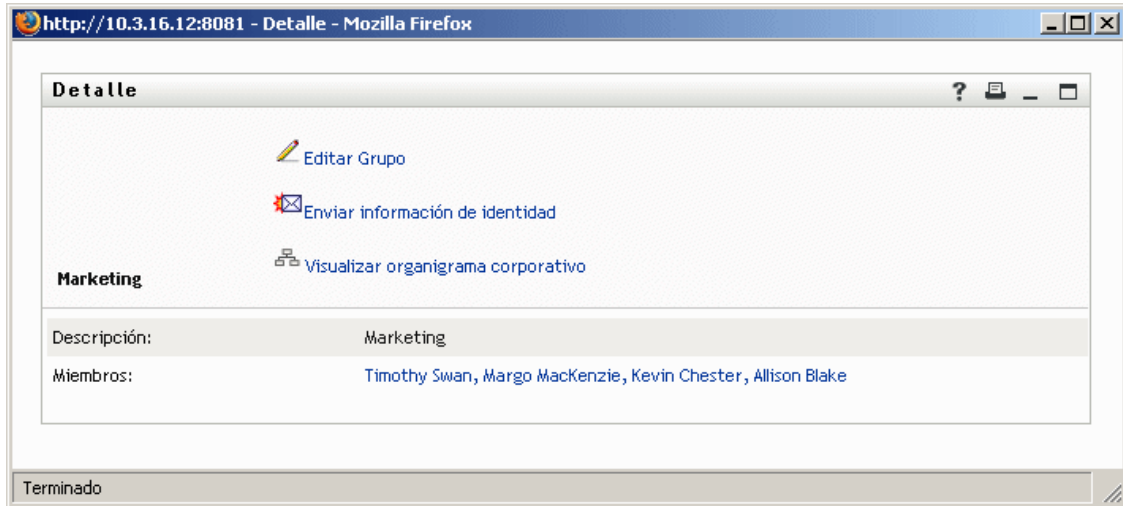 http://10.3.16.12:8081 - Detalle - Mozilla Firefox
Detalle
?
Editar Grupo
Enviar información de identidad
Visualizar organigrama corporativo
Marketing
Descripción: Marketing
Miembros: Timothy Swan, Margo MacKenzie, Kevin Chester, Allison Blake
Terminado